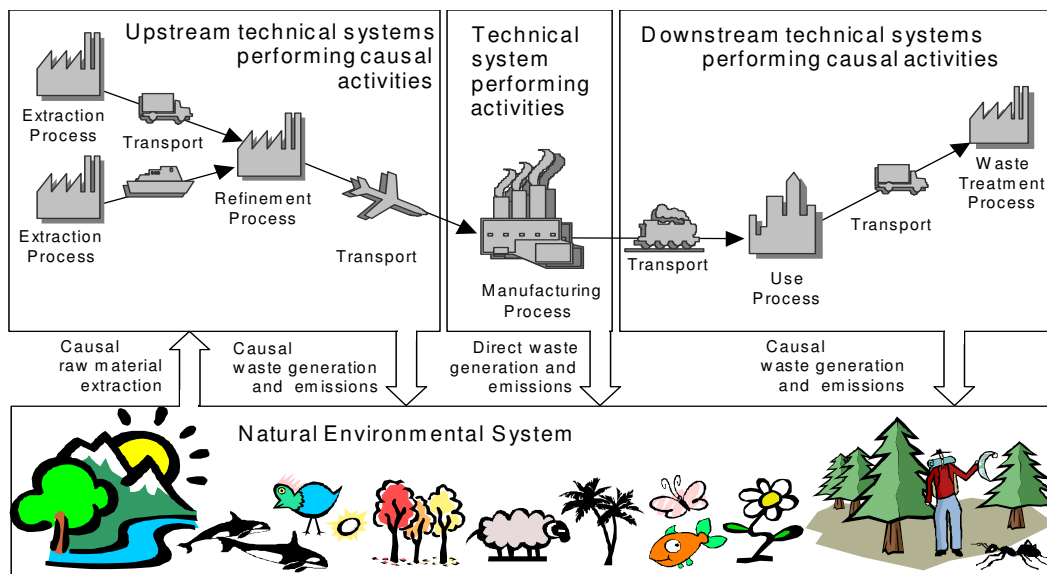 Upstream technical systems
performing causal
activities
Extraction
Process
Transport
Extraction
Process
Refinement
Process
Transport
Technical
system
performing
activities
Manufacturing
Process
Downstream technical systems
performing causal activities
Transport
Use
Process
Transport
Waste
Treatment
Process
Causal
raw material
extraction
Causal
waste generation
and emissions
Direct waste
generation and
emissions
Causal
waste generation
and emissions
Natural Environmental System